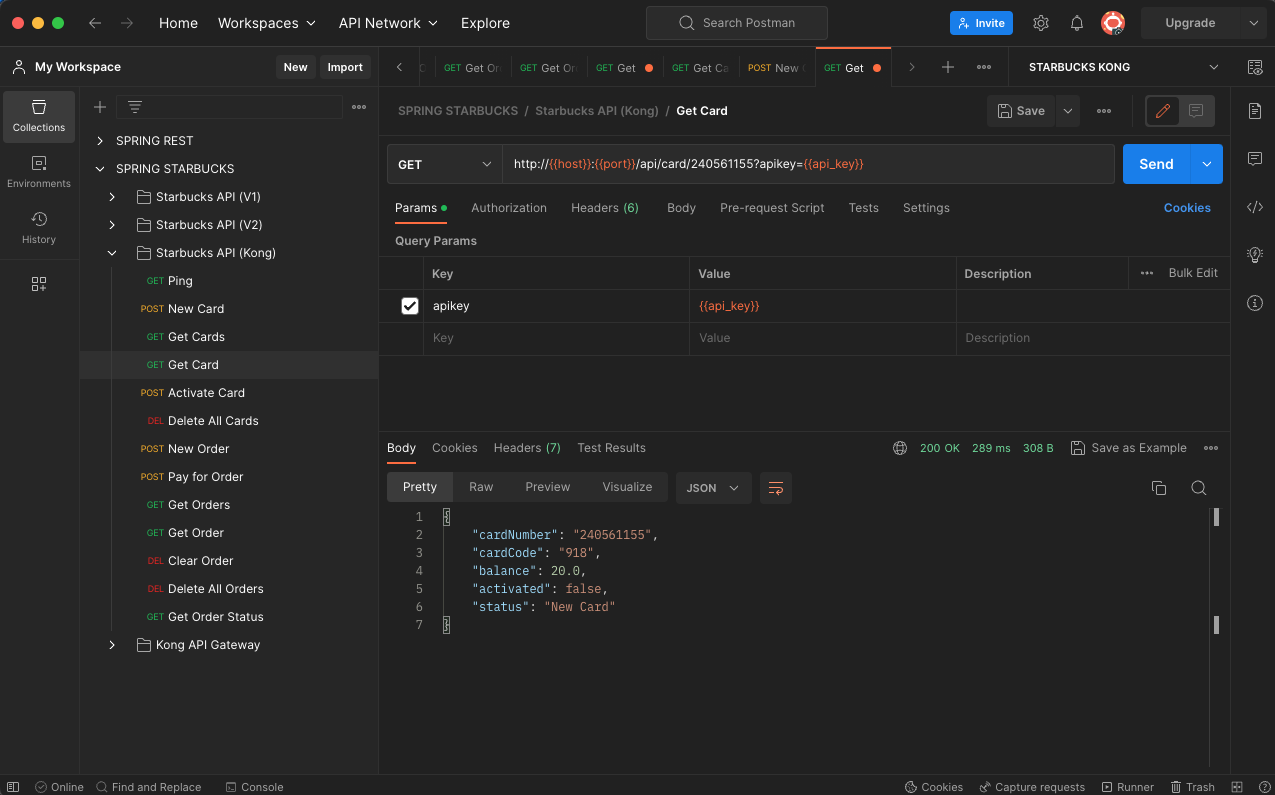 Home Workspaces API Network Explore Search Postman Invite Upgrade
My Workspace New Import
GET Get Or GET Get Or GET Get GET Get Ca POST New GET Get STARBUCKS KONG
Collections
Environments
History
SPRING REST
SPRING STARBUCKS
Starbucks API (V1)
Starbucks API (V2)
Starbucks API (Kong)
GET Ping
POST New Card
GET Get Cards
GET Get Card
POST Activate Card
DEL Delete All Cards
POST New Order
POST Pay for Order
GET Get Orders
GET Get Order
DEL Clear Order
DEL Delete All Orders
GET Get Order Status
Kong API Gateway
SPRING STARBUCKS / Starbucks API (Kong) / Get Card Save
GET http://{{host}}:{{port}}/api/card/240561155?apikey={{api_key}} Send
Params Authorization Headers (6) Body Pre-request Script Tests Settings Cookies
Query Params
Key Value Description Bulk Edit
apikey {{api_key}}
Key Value Description
Body Cookies Headers (7) Test Results 200 OK 289 ms 308 B Save as Example
Pretty Raw Preview Visualize JSON
1 {
2 "cardNumber": "240561155",
3 "cardCode": "918",
4 "balance": 20.0,
5 "activated": false,
6 "status": "New Card"
7 }
Online Find and Replace Console Cookies Capture requests Runner Trash